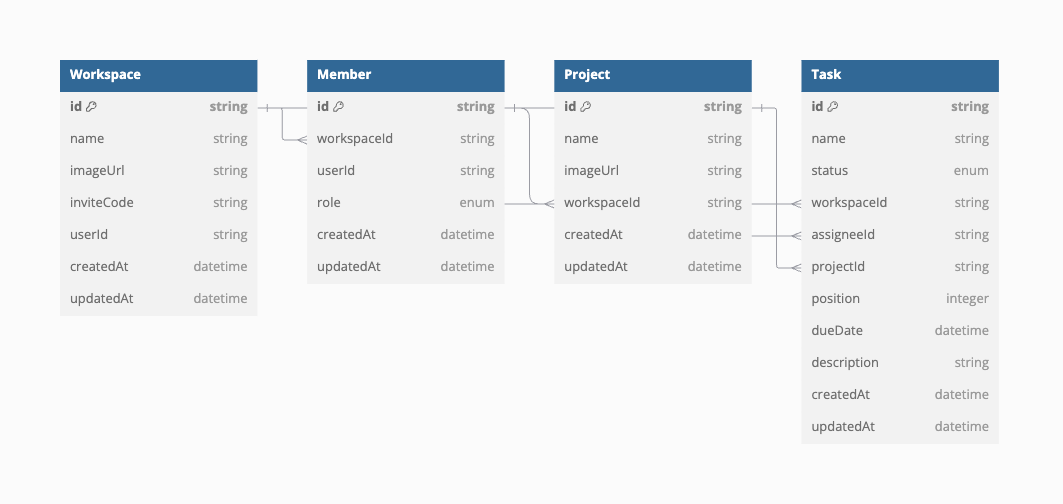 Workspace
id string
name string
imageUrl string
inviteCode string
userId string
createdAt datetime
updatedAt datetime
Member
id string
workspaceId string
userId string
role enum
createdAt datetime
updatedAt datetime
Project
id string
name string
imageUrl string
workspaceId string
createdAt datetime
updatedAt datetime
Task
id string
name string
status enum
workspaceId string
assigneeId string
projectId string
position integer
dueDate datetime
description string
createdAt datetime
updatedAt datetime